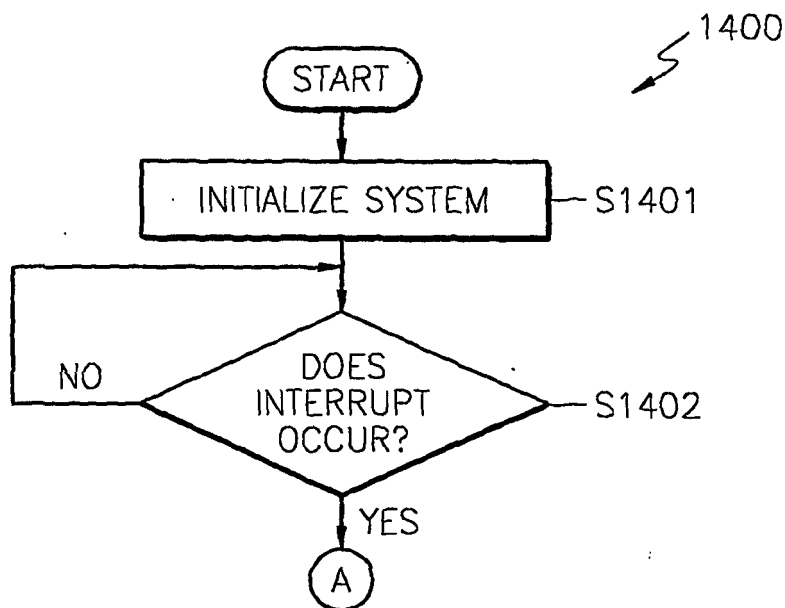 1400
START
INITIALIZE SYSTEM
S1401
NO
DOES
INTERRUPT
OCCUR?
S1402
YES
A